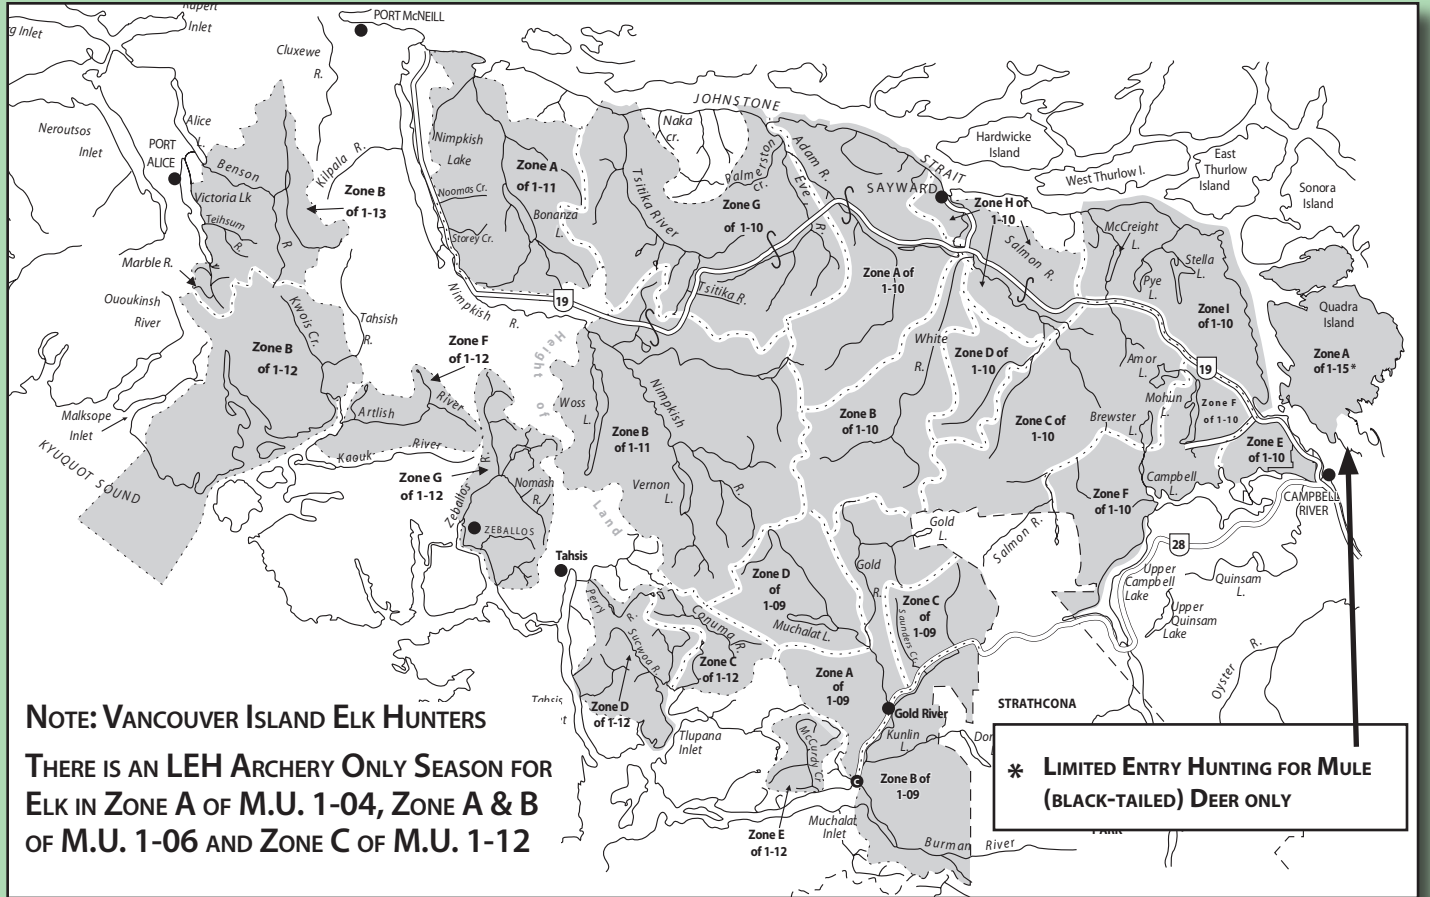 PORT MCNEILL
Rupert
Inlet
g Inlet
Cluxewe
R.
JOHNSTONE
STRAIT
Neroutsos
Inlet
Alice
L.
PORT
ALICE
Benson
Victoria Lk
Teihsum
R.
R
Kilpala R.
Zone B
of 1-13
Marble R.
Ououkinsh
River
Kwois Cr.
Zone B
of 1-12
Tahsish
R.
Nimpkish
Lake
Noomas Cr.
Storey Cr.
Zone A
of 1-11
Bonanza
L.
Tsitika River
Naka
cr.
Palmerston
cr.
Adam R.
Eve
R.
Zone G
of 1-10
SAYWARD
Zone H of
1-10
Salmon R.
Hardwicke
Island
West Thurlow I.
East
Thurlow
Island
Sonora
Island
McCreight
L.
Stella
L.
Pye
L.
Zone I
of 1-10
Quadra
Island
Zone A
of 1-15*
19
Nimpkish R.
Tsitika R.
Zone A of
1-10
Height of
Land
Zone F
of 1-12
Artlish
River
Kaouk
River
Malksope
Inlet
KYUQUOT SOUND
Woss
L.
Nimpkish
R.
Zone B
of 1-11
Vernon
L.
White
R.
Zone D of
1-10
Zone B
of 1-10
Zone C of
1-10
Amor
L.
Mohun
L.
Brewster
L.
19
Zone F
of 1-10
Zone E
of 1-10
Campbell
L.
CAMPBELL
RIVER
Zone F
of 1-10
Zone G
of 1-12
Zeballos
R.
Nomash
R.
ZEBALLOS
Tahsis
Gold
L.
Salmon R.
28
Upper
Campbell
Lake
Quinsam
L.
Upper
Quinsam
Lake
Oyster R.
Zone D
of
1-09
Muchalat L.
Gold
R.
Saunders Cr.
Zone C
of
1-09
Perry
R.
Sucwoa R.
Conuma R.
Zone C
of 1-12
Zone D
of 1-12
Tahsis
Tlupana
Inlet
Zone A
of
1-09
Gold River
Kunlin
L.
McCurdy Cr.
C
Zone B of
1-09
Zone E
of 1-12
Muchalat
Inlet
Burman River
STRATHCONA
PARK
NOTE: VANCOUVER ISLAND ELK HUNTERS
THERE IS AN LEH ARCHERY ONLY SEASON FOR
ELK IN ZONE A OF M.U. 1-04, ZONE A & B
OF M.U. 1-06 AND ZONE C OF M.U. 1-12
* LIMITED ENTRY HUNTING FOR MULE
(BLACK-TAILED) DEER ONLY